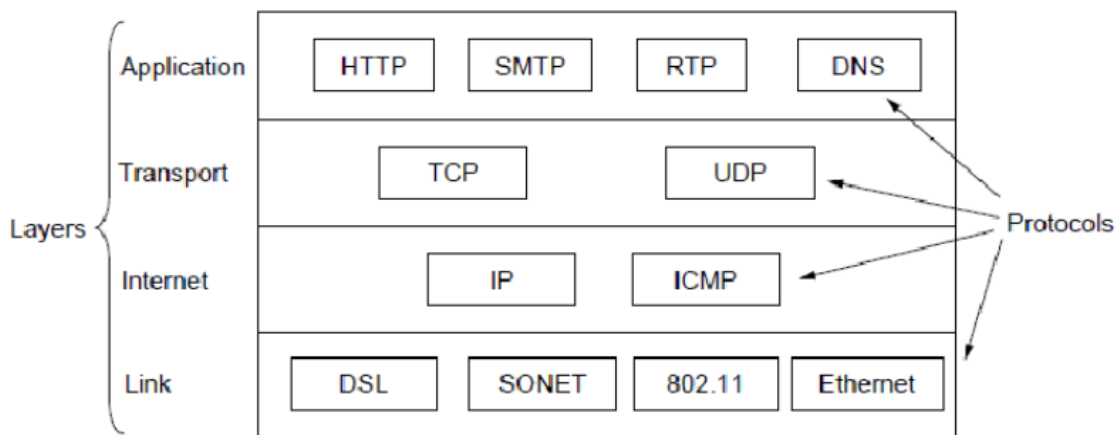 Application HTTP SMTP RTP DNS
Transport TCP UDP
Layers Protocols
Internet IP ICMP
Link DSL SONET 802.11 Ethernet